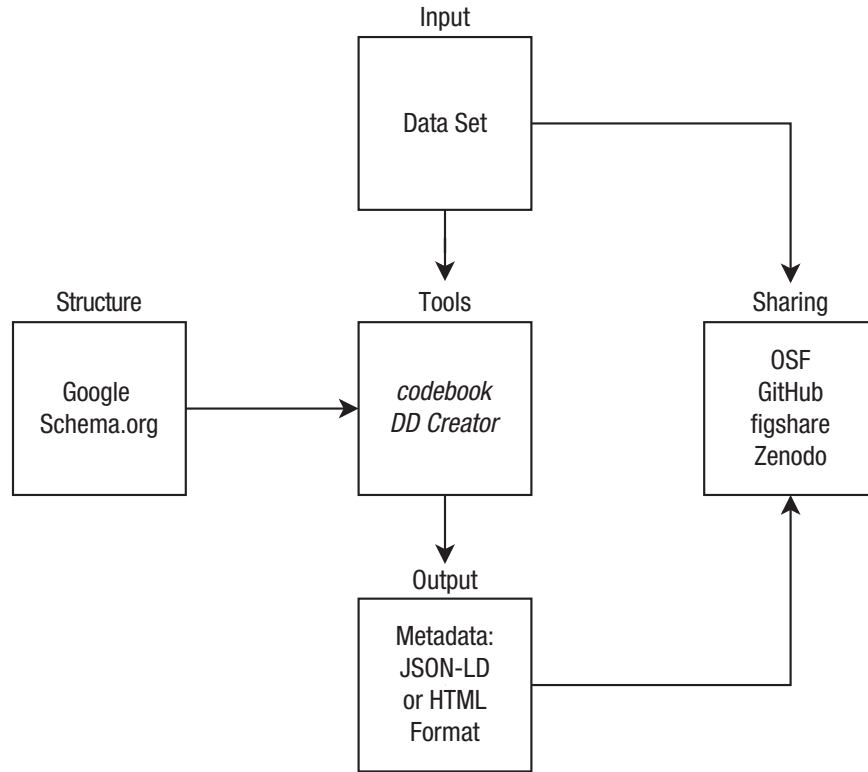 Input
Data Set
Structure
Google
Schema.org
Tools
codebook
DD Creator
Sharing
OSF
GitHub
figshare
Zenodo
Output
Metadata:
JSON-LD
or HTML
Format